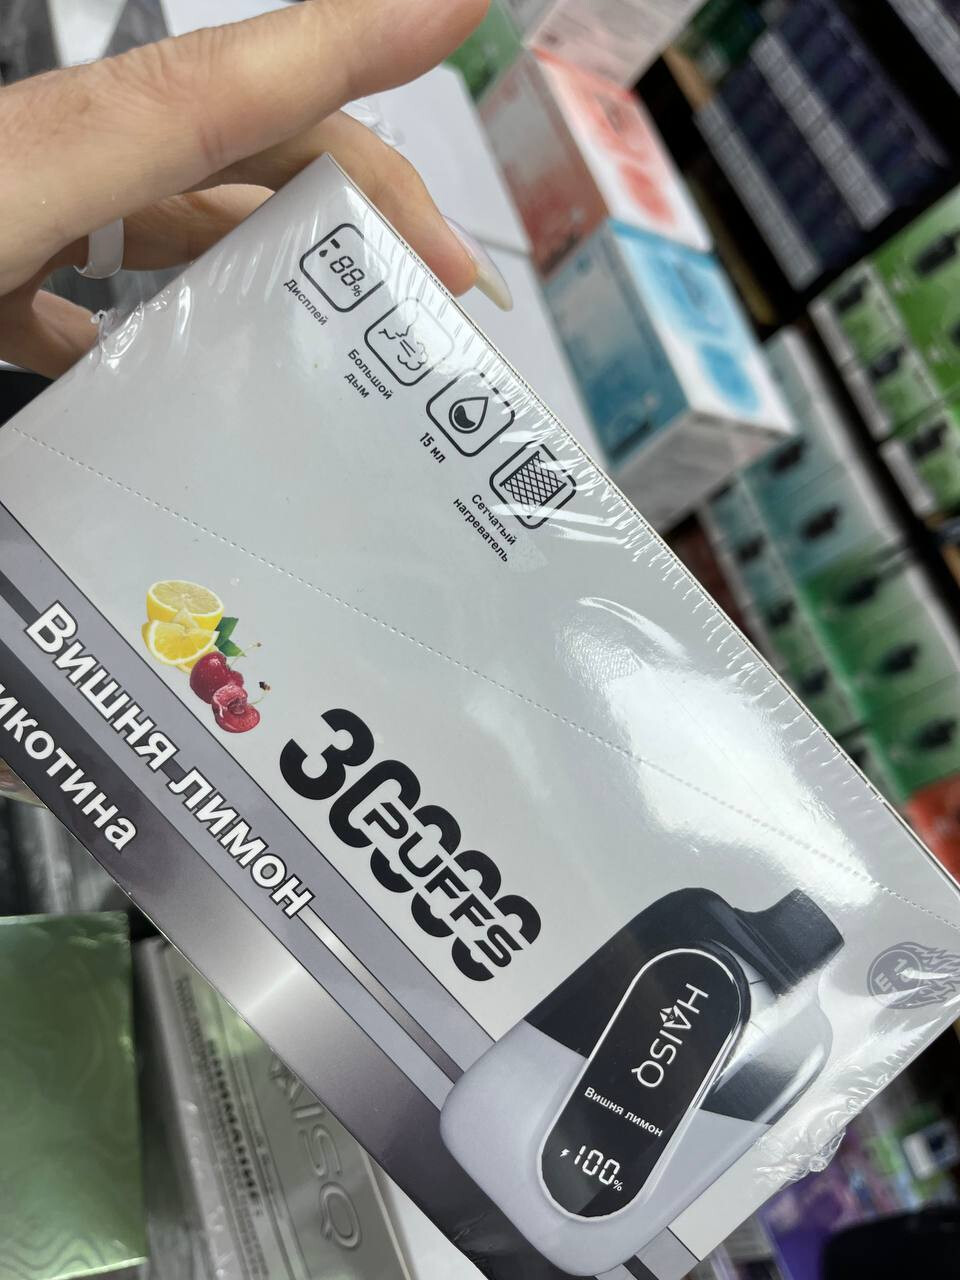 88%
Дисплей
Большой
дым
15 мл
Сетчатый
нагреватель
30000
PUFFS
Вишня лимон
икотина
HAISQ
Вишня лимон
100%